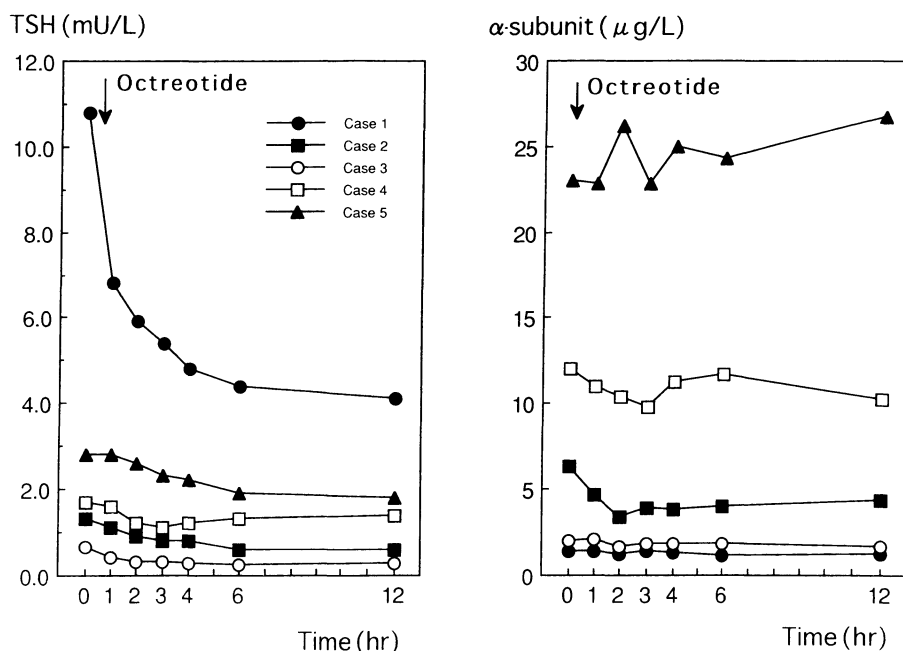 TSH (mU/L)
12.0
10.0
8.0
6.0
4.0
2.0
0.0
Octreotide
Case 1
Case 2
Case 3
Case 4
Case 5
0 1 2 3 4 6 12
Time (hr)
α-subunit (μg/L)
30
25
20
15
10
5
0
Octreotide
0 1 2 3 4 6 12
Time (hr)